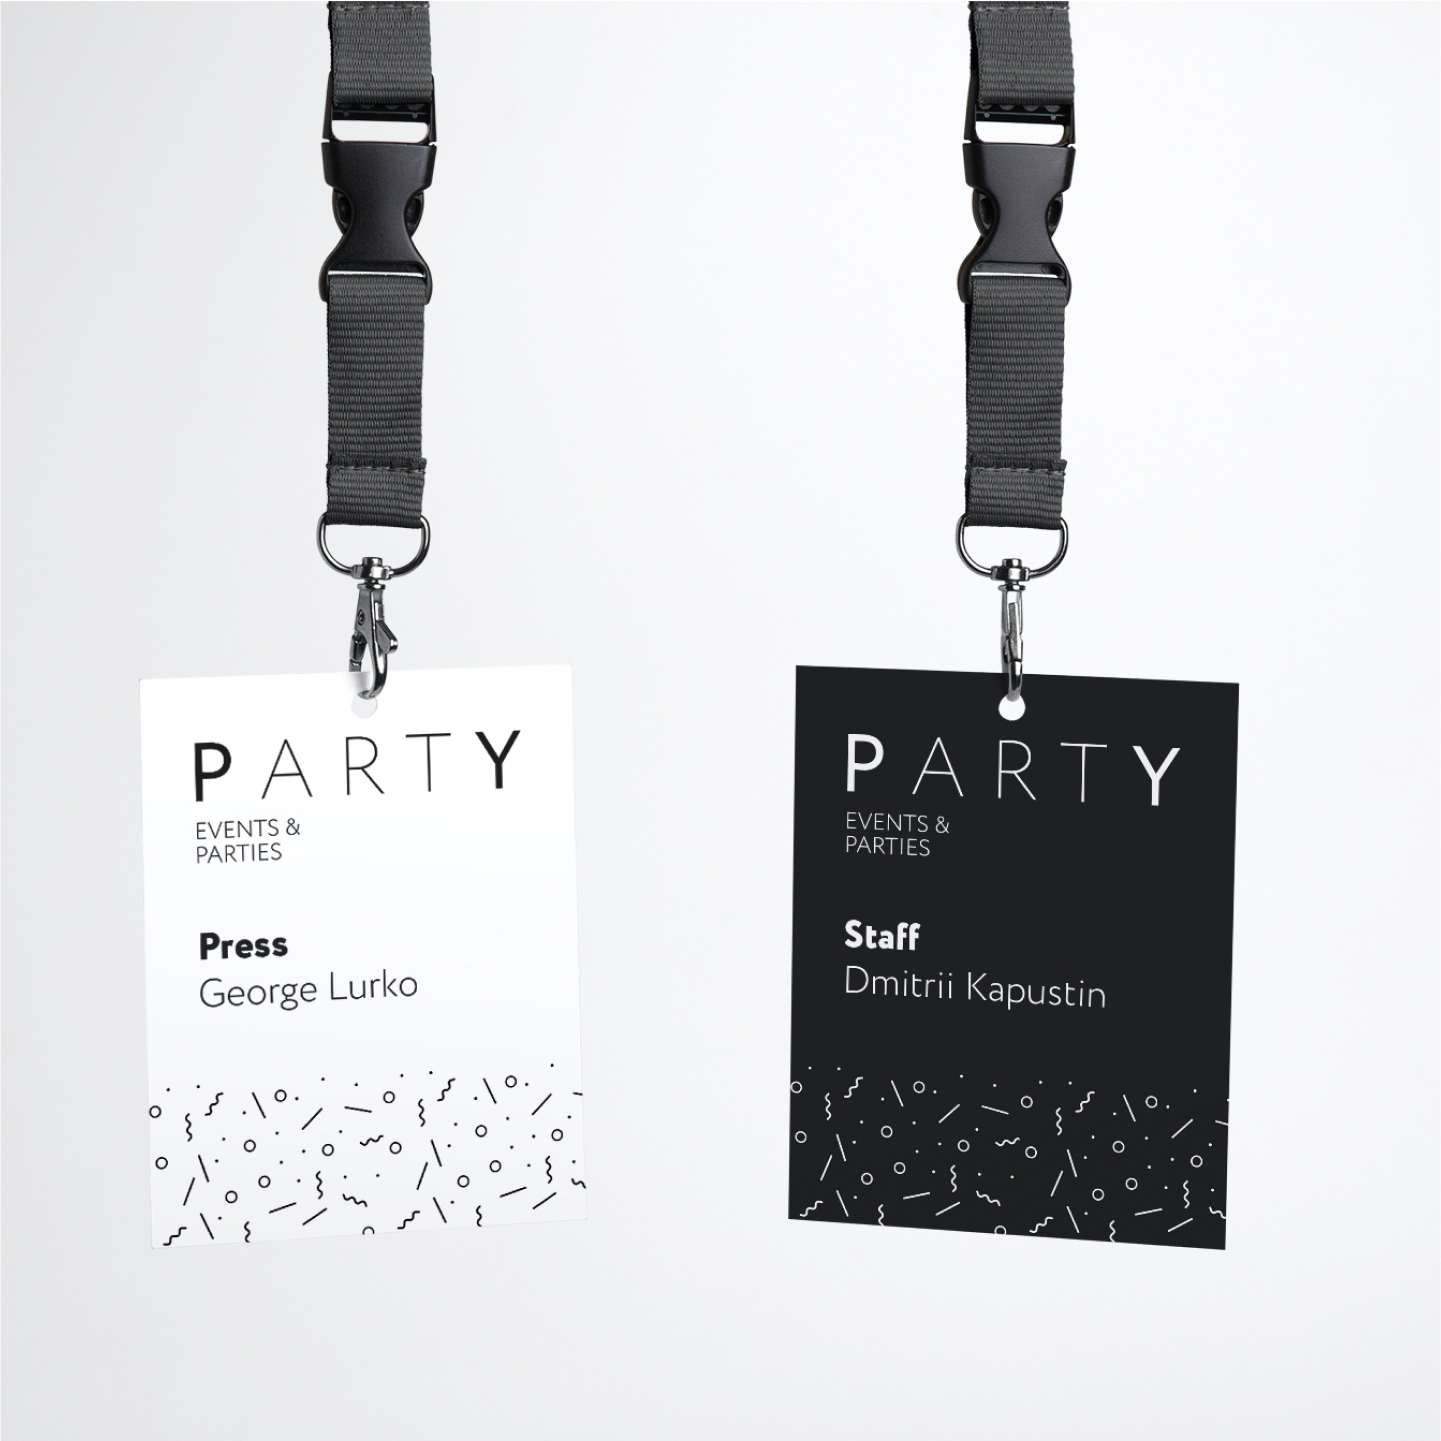 PARTY
EVENTS &
PARTIES
Press
George Lurko
PARTY
EVENTS &
PARTIES
Staff
Dmitrii Kapustin